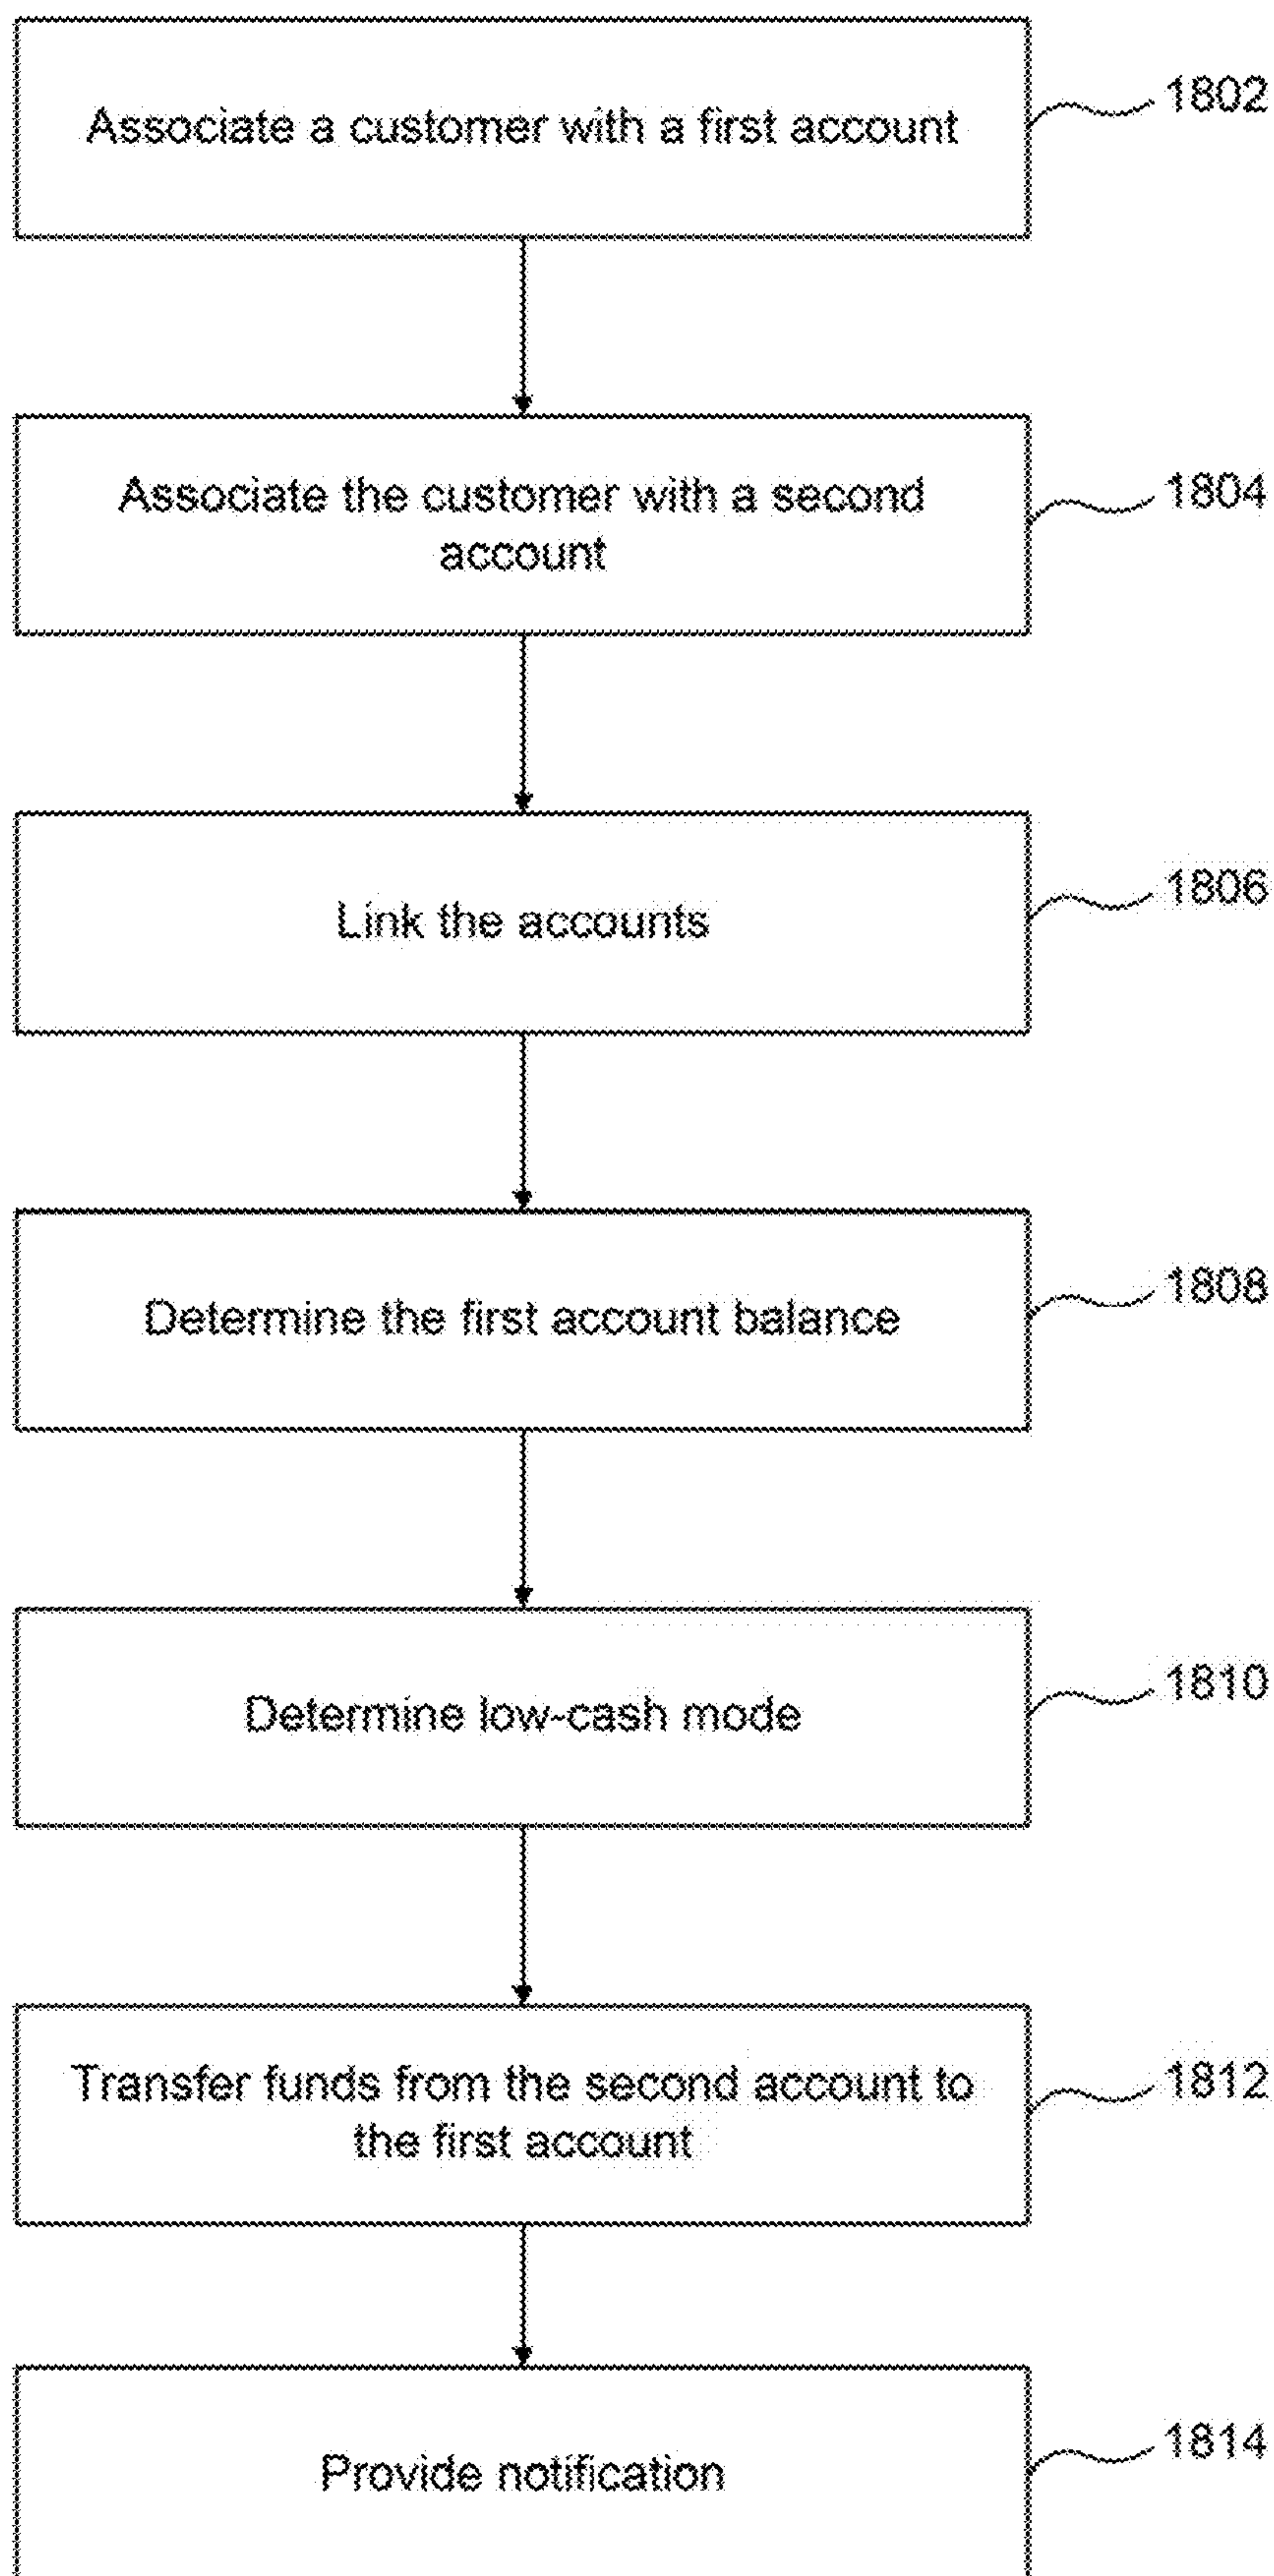 Associate a customer with a first account
1802
Associate the customer with a second
account
1804
Link the accounts
1806
Determine the first account balance
1808
Determine low-cash mode
1810
Transfer funds from the second account to
the first account
1812
Provide notification
1814